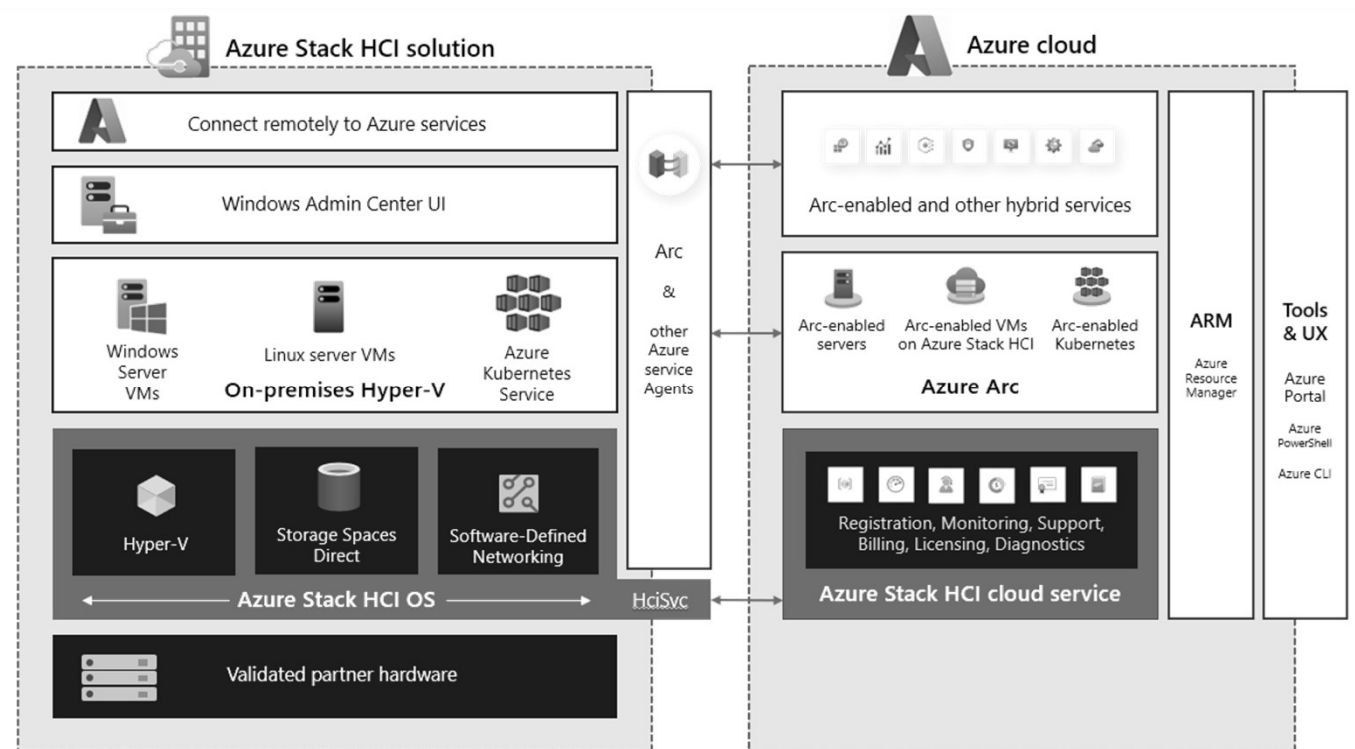 Azure Stack HCI solution
Connect remotely to Azure services
Windows Admin Center UI
Windows
Server
VMs
Linux server VMs
Azure
Kubernetes
Service
On-premises Hyper-V
Hyper-V
Storage Spaces
Direct
Software-Defined
Networking
Azure Stack HCI OS
HciSvc
Validated partner hardware
Arc
&
other
Azure
service
Agents
Azure cloud
Arc-enabled and other hybrid services
Arc-enabled
servers
Arc-enabled VMs
on Azure Stack HCI
Arc-enabled
Kubernetes
Azure Arc
Registration, Monitoring, Support,
Billing, Licensing, Diagnostics
Azure Stack HCI cloud service
ARM
Azure
Resource
Manager
Tools
& UX
Azure
Portal
Azure
PowerShell
Azure CLI